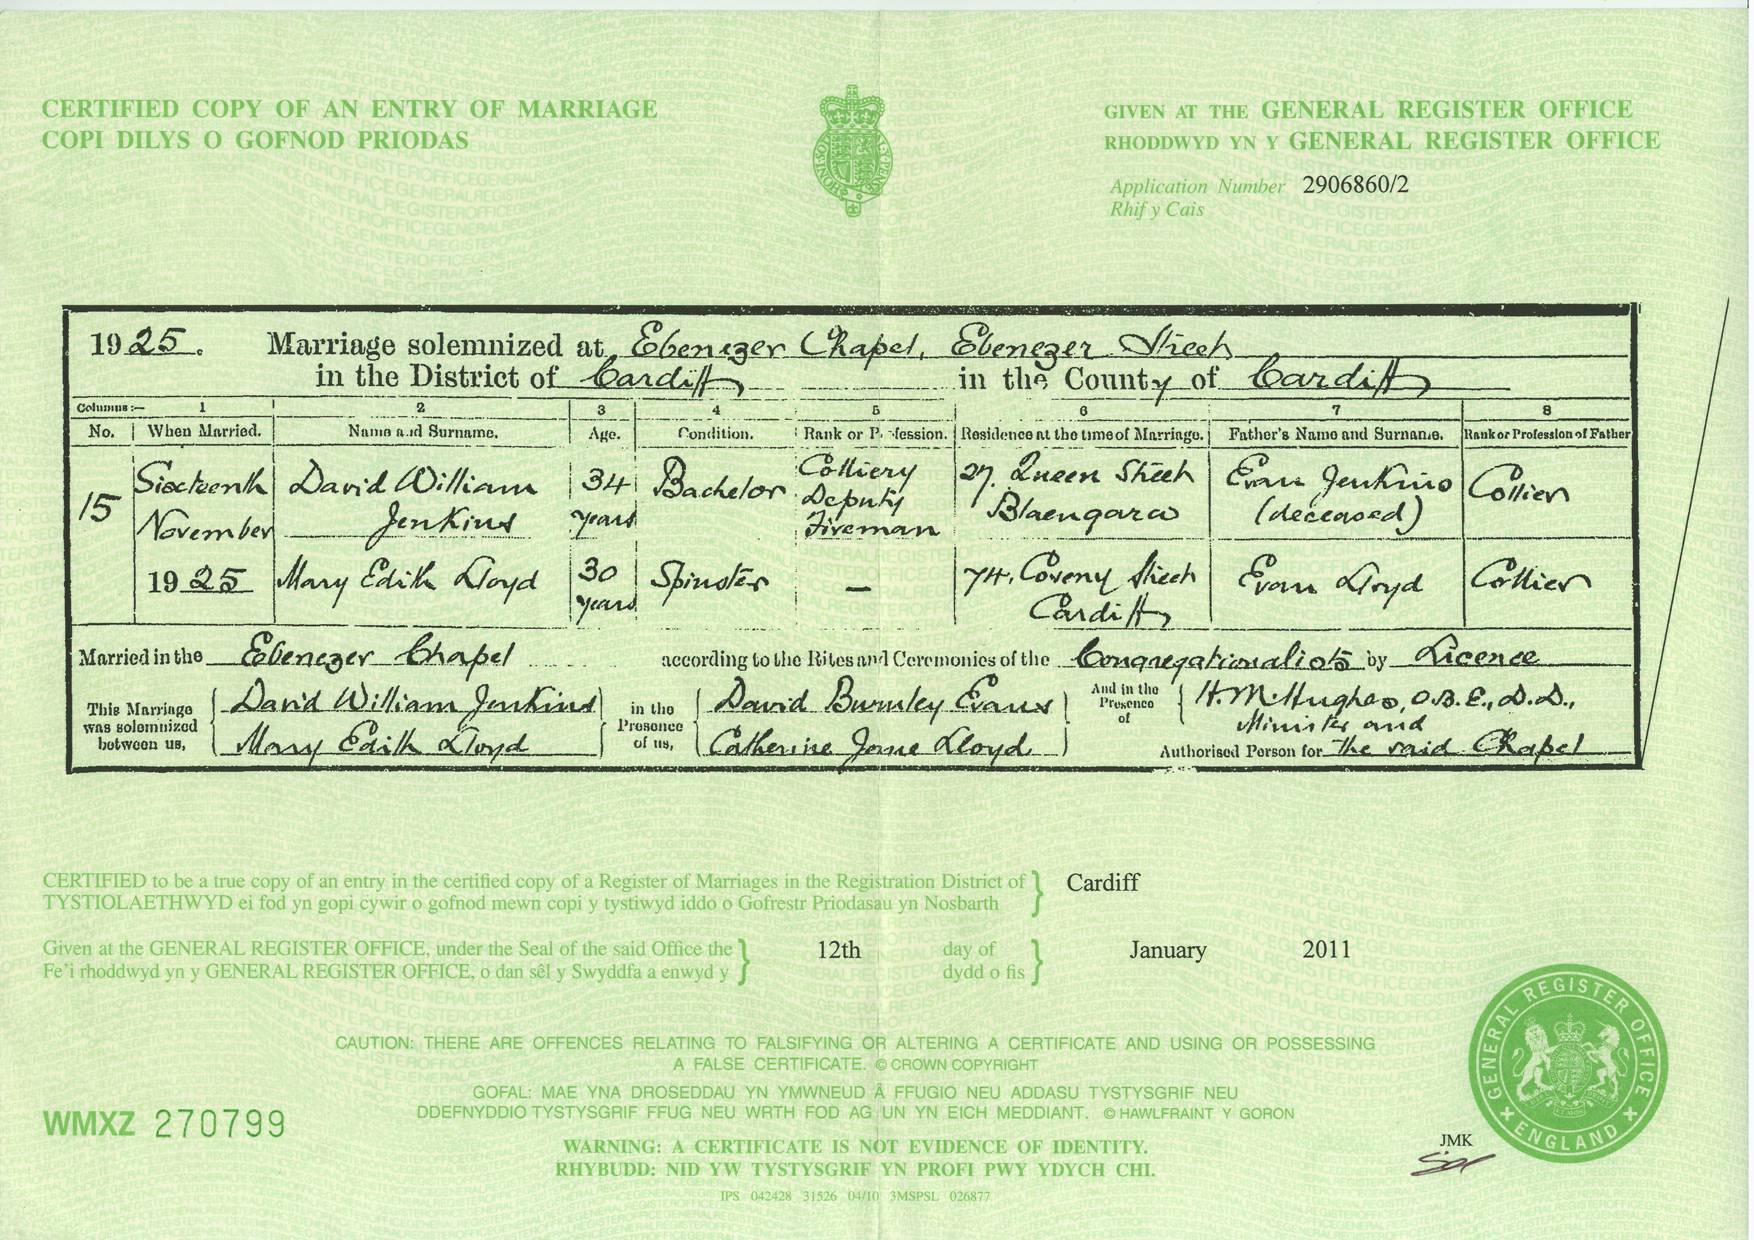 CERTIFIED COPY OF AN ENTRY OF MARRIAGE
COPI DILYS O GOFNOD PRIODAS
GIVEN AT THE GENERAL REGISTER OFFICE
RHODDWYD YN Y GENERAL REGISTER OFFICE
Application Number 2906860/2
Rhif y Cais
1925. Marriage solemnized at Ebenezer Chapel, Ebenezer Street
in the District of Cardiff in the County of Cardiff
Columns:— 1 2 3 4 5 6 7 8
No. When Married. Name and Surname. Age. Condition. Rank or Profession. Residence at the time of Marriage. Father's Name and Surname. Rank or Profession of Father
15 Sixteenth November 1925
David William Jenkins 34 years Bachelor Colliery Deputy Fireman 27. Queen Street Blaengarw Evan Jenkins (deceased) Collier
Mary Edith Lloyd 30 years Spinster — 74, Coveny Street Cardiff Evan Lloyd Collier
Married in the Ebenezer Chapel according to the Rites and Ceremonies of the Congregationalists by Licence
This Marriage was solemnized between us, David William Jenkins
Mary Edith Lloyd
in the Presence of us, David Burnley Evans
Catherine Jane Lloyd
And in the Presence of H. M. Hughes, O.B.E., D.D.,
Minister and
Authorised Person for the said Chapel
CERTIFIED to be a true copy of an entry in the certified copy of a Register of Marriages in the Registration District of Cardiff
TYSTIOLAETHWYD ei fod yn gopi cywir o gofnod mewn copi y tystiwyd iddo o Gofrestr Priodasau yn Nosbarth
Given at the GENERAL REGISTER OFFICE, under the Seal of the said Office the 12th day of January 2011
Fe'i rhoddwyd yn y GENERAL REGISTER OFFICE, o dan sêl y Swyddfa a enwyd y dydd o fis
CAUTION: THERE ARE OFFENCES RELATING TO FALSIFYING OR ALTERING A CERTIFICATE AND USING OR POSSESSING
A FALSE CERTIFICATE. © CROWN COPYRIGHT
GOFAL: MAE YNA DROSEDDAU YN YMWNEUD Â FFUGIO NEU ADDASU TYSTYSGRIF NEU
DDEFNYDDIO TYSTYSGRIF FFUG NEU WRTH FOD AG UN YN EICH MEDDIANT. © HAWLFRAINT Y GORON
WARNING: A CERTIFICATE IS NOT EVIDENCE OF IDENTITY.
RHYBUDD: NID YW TYSTYSGRIF YN PROFI PWY YDYCH CHI.
IPS 042428 31526 04/10 3MSPSL 026877
WMXZ 270799
GENERAL REGISTER OFFICE
ENGLAND
JMK